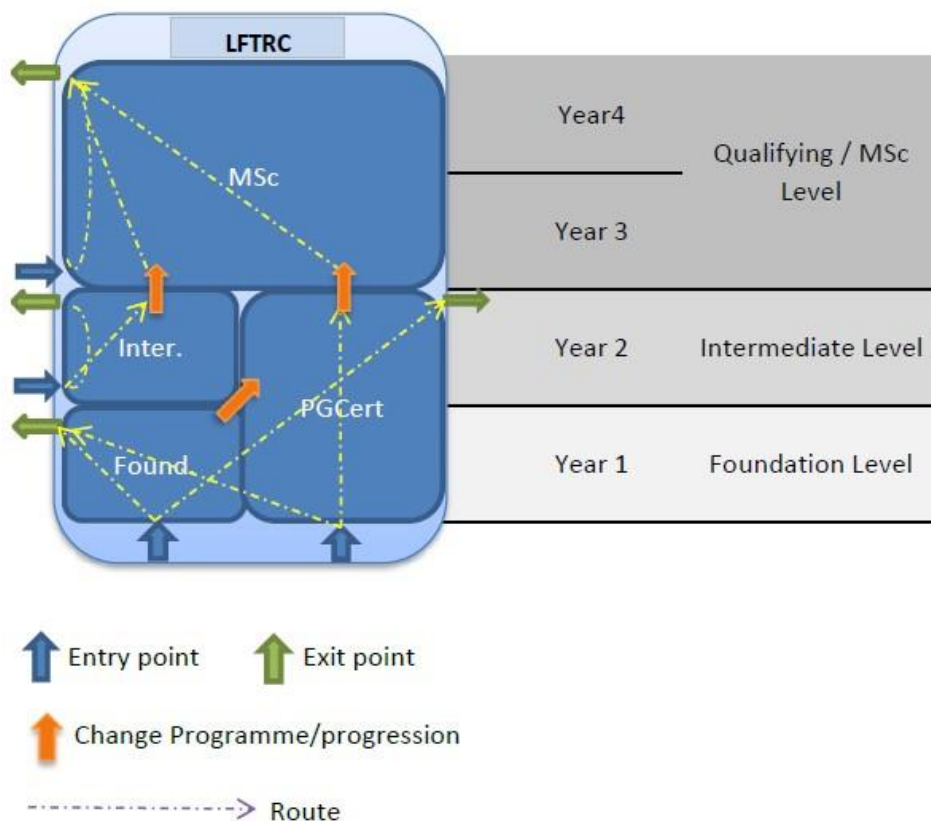 LFTRC
MSc
Inter.
PGCert
Found.
Year4
Qualifying / MSc
Level
Year 3
Year 2
Intermediate Level
Year 1
Foundation Level
Entry point
Exit point
Change Programme/progression
Route